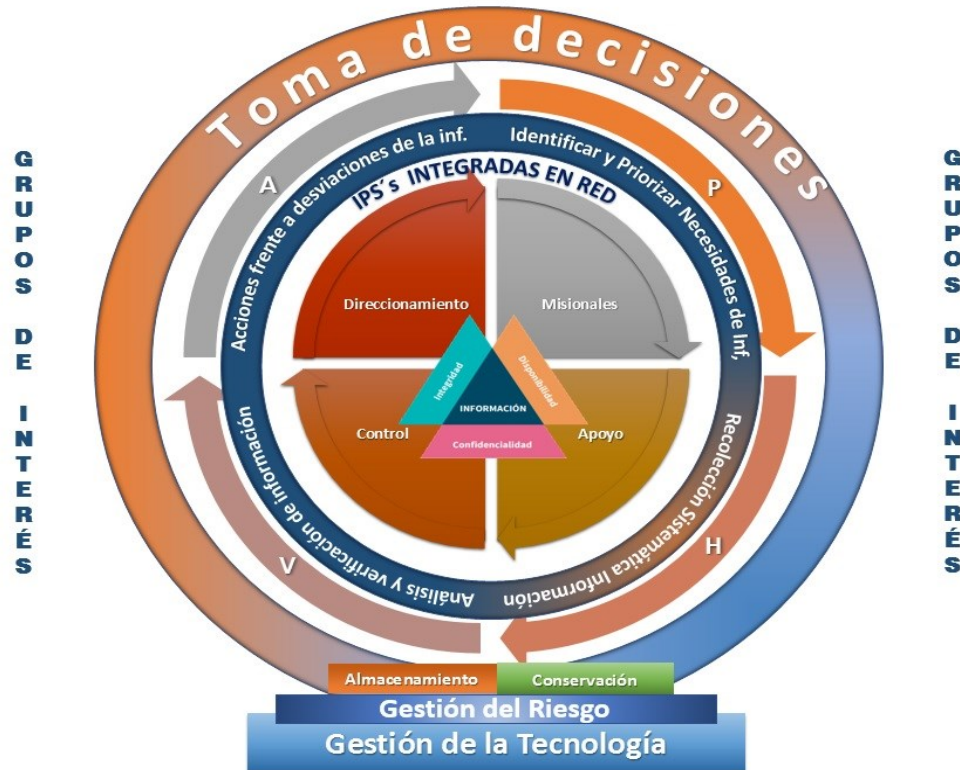 Toma de decisiones
GRUPOS DE INTERÉS
GRUPOS DE INTERÉS
A
P
H
V
Acciones frente a desviaciones de la inf.
Identificar y Priorizar Necesidades de Inf,
Recolección Sistemática Información
Análisis y verificación de información
IPS´s INTEGRADAS EN RED
Direccionamiento
Misionales
Integridad
Disponibilidad
INFORMACIÓN
Control
Confidencialidad
Apoyo
Almacenamiento
Conservación
Gestión del Riesgo
Gestión de la Tecnología